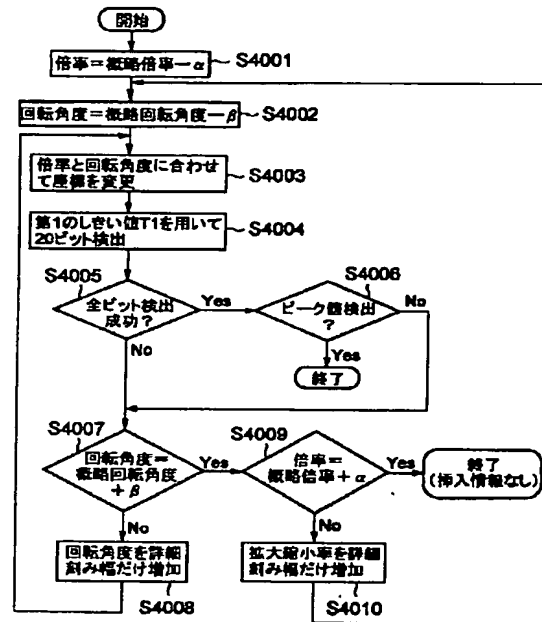 開始
倍率=概略倍率−α
S4001
回転角度=概略回転角度−β
S4002
倍率と回転角度に合わせ
て座標を変更
S4003
第1のしきい値T1を用いて
20ビット検出
S4004
S4005
全ビット検出
成功?
Yes
No
S4006
ピーク値検出
?
No
Yes
終了
S4007
回転角度=
概略回転角度
+β
Yes
No
S4009
倍率=
概略倍率+α
Yes
No
終了
(挿入情報なし)
回転角度を詳細
刻み幅だけ増加
S4008
拡大縮小率を詳細
刻み幅だけ増加
S4010